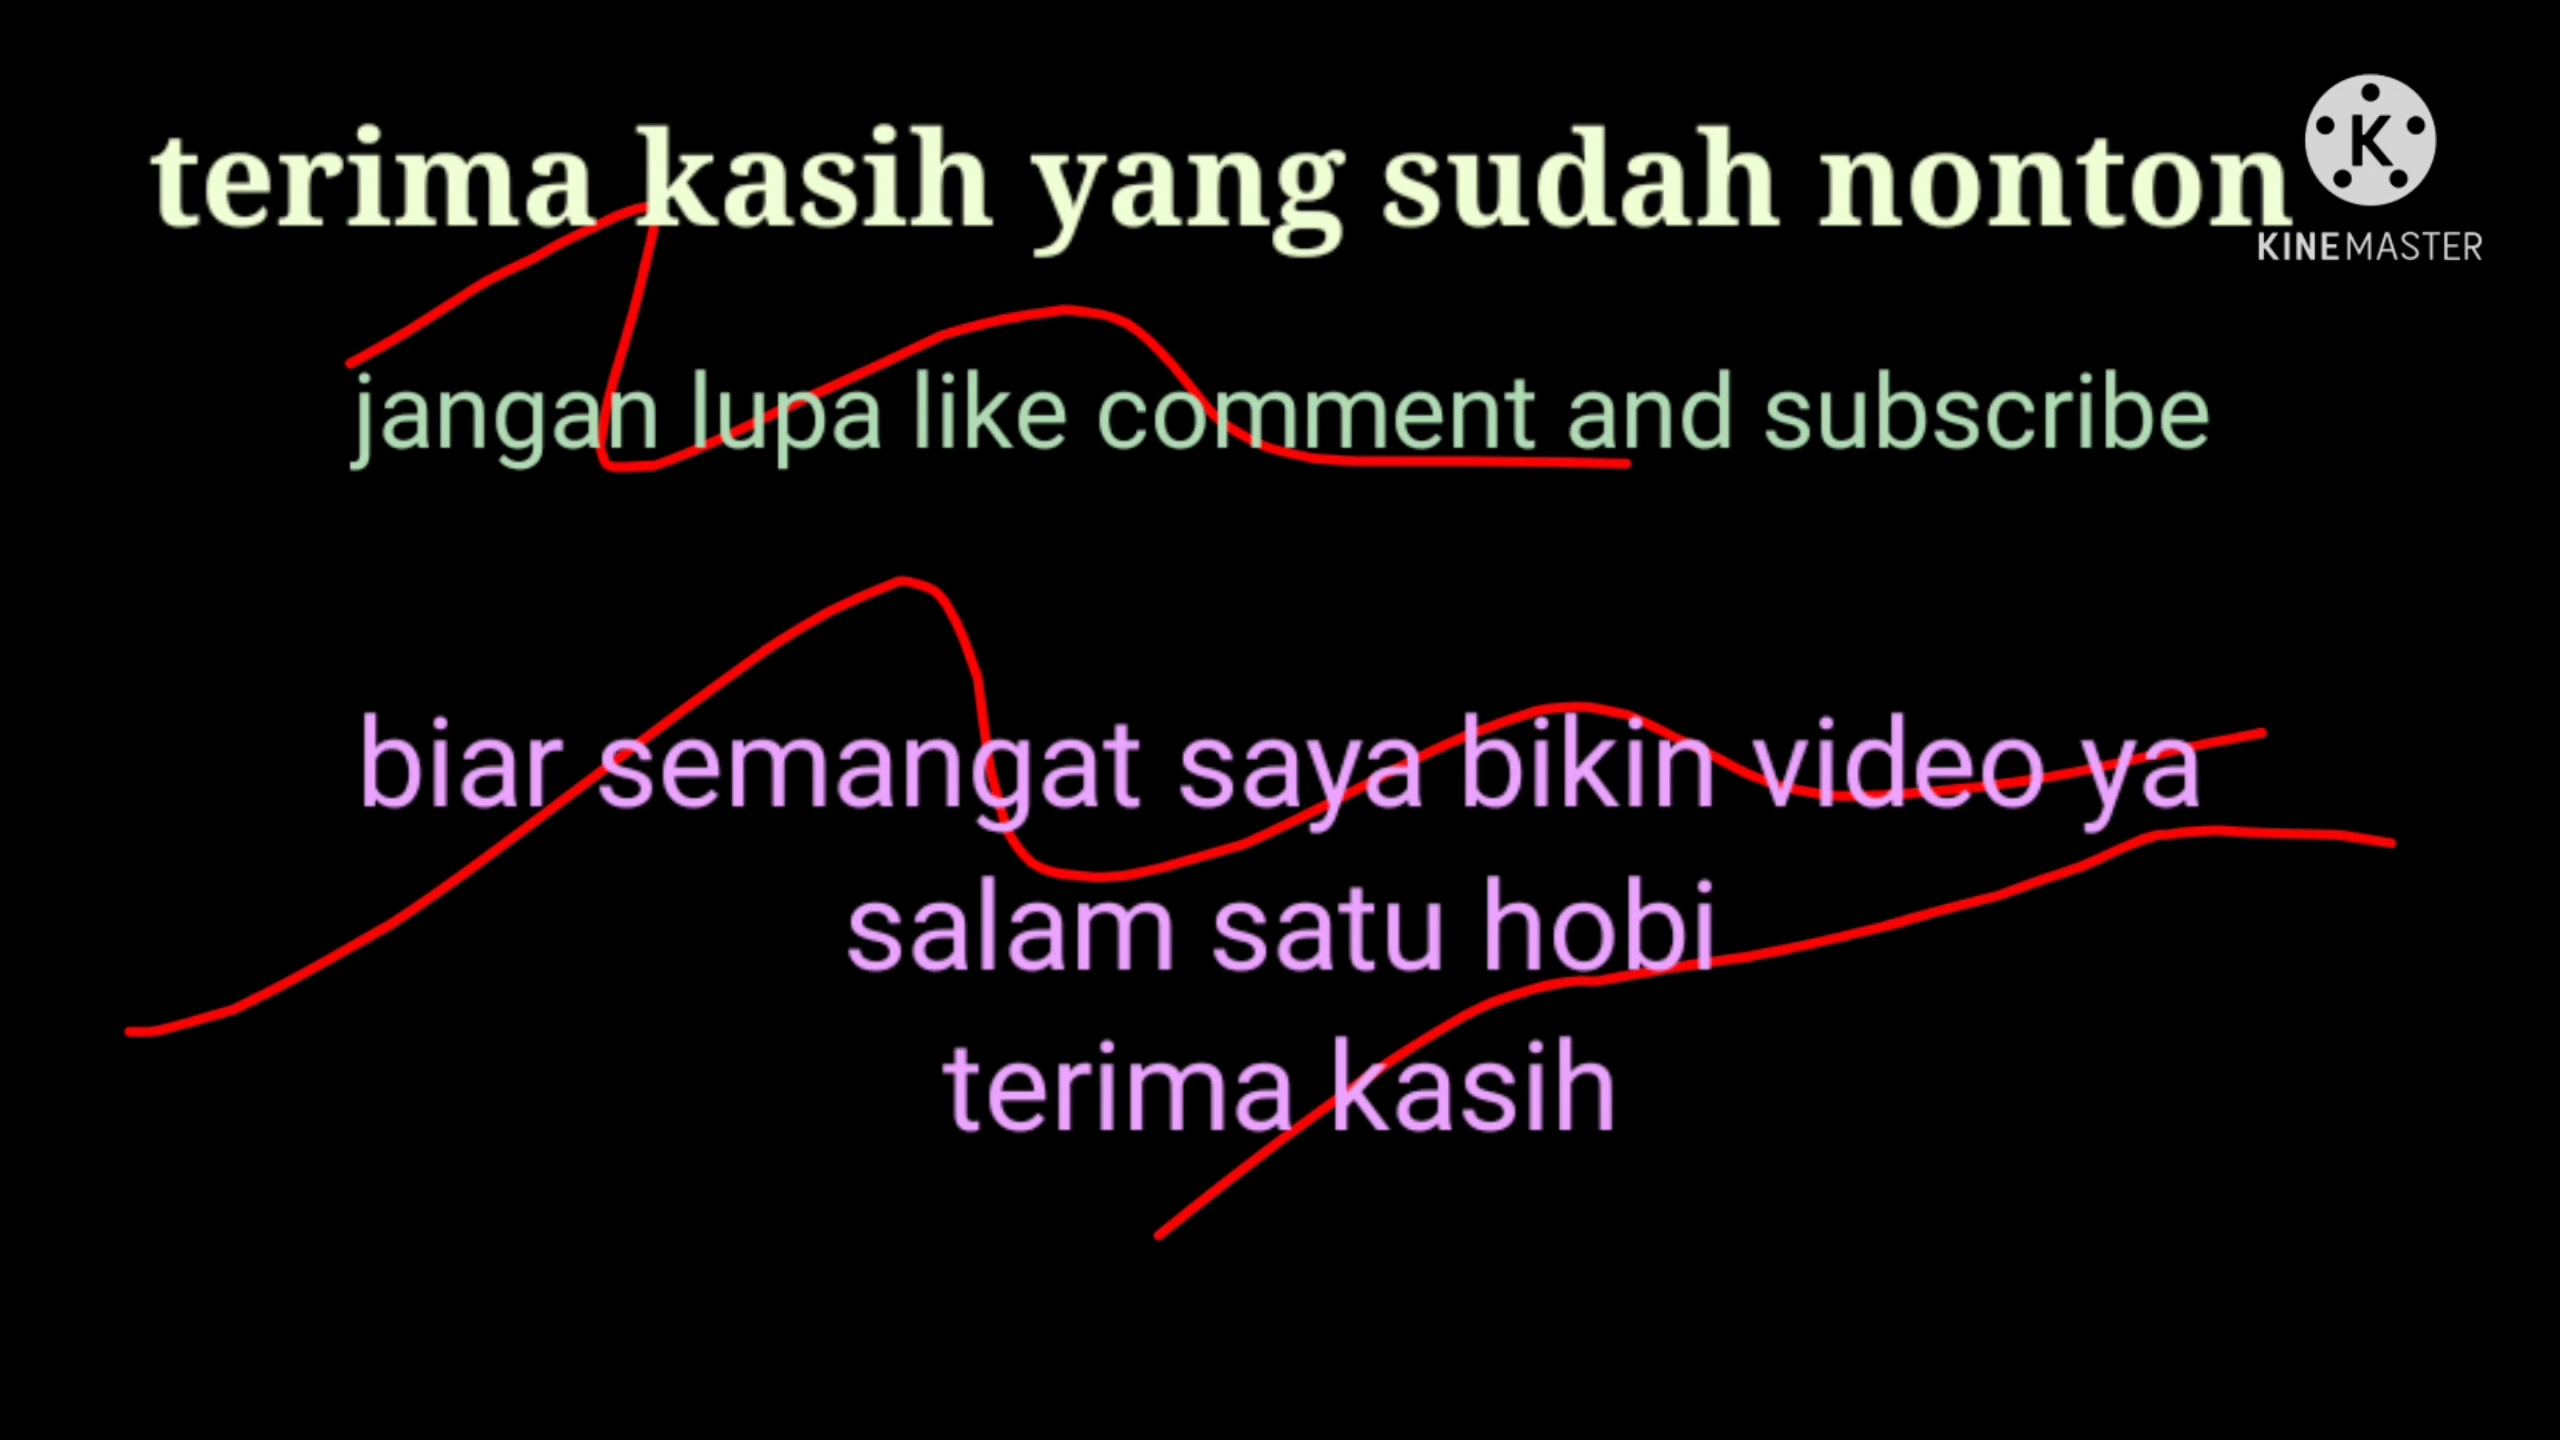 terima kasih yang sudah nonton
K
KINEMASTER
jangan lupa like comment and subscribe
biar semangat saya bikin video ya
salam satu hobi
terima kasih